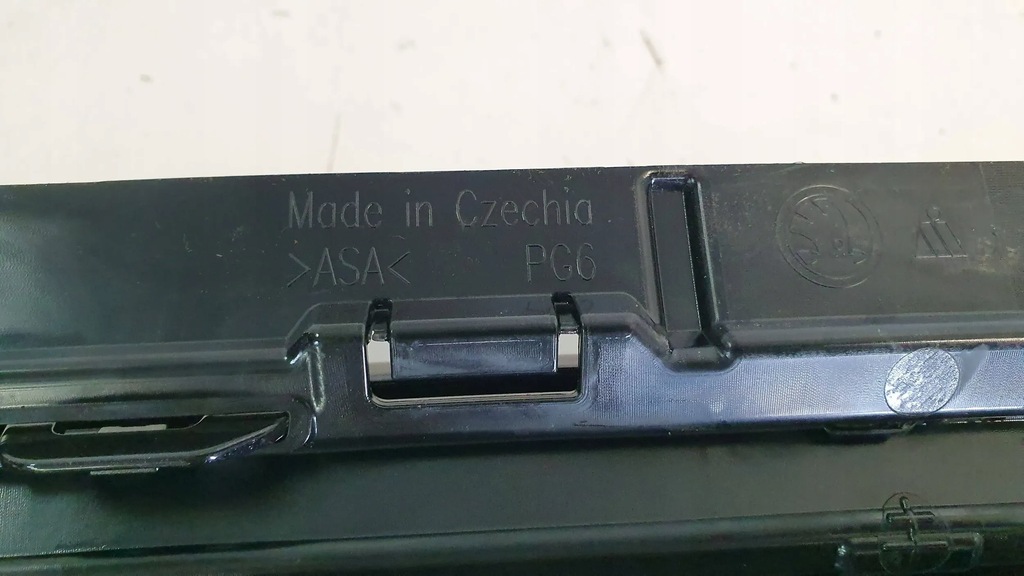 Made in Czechia
>ASA< PG6